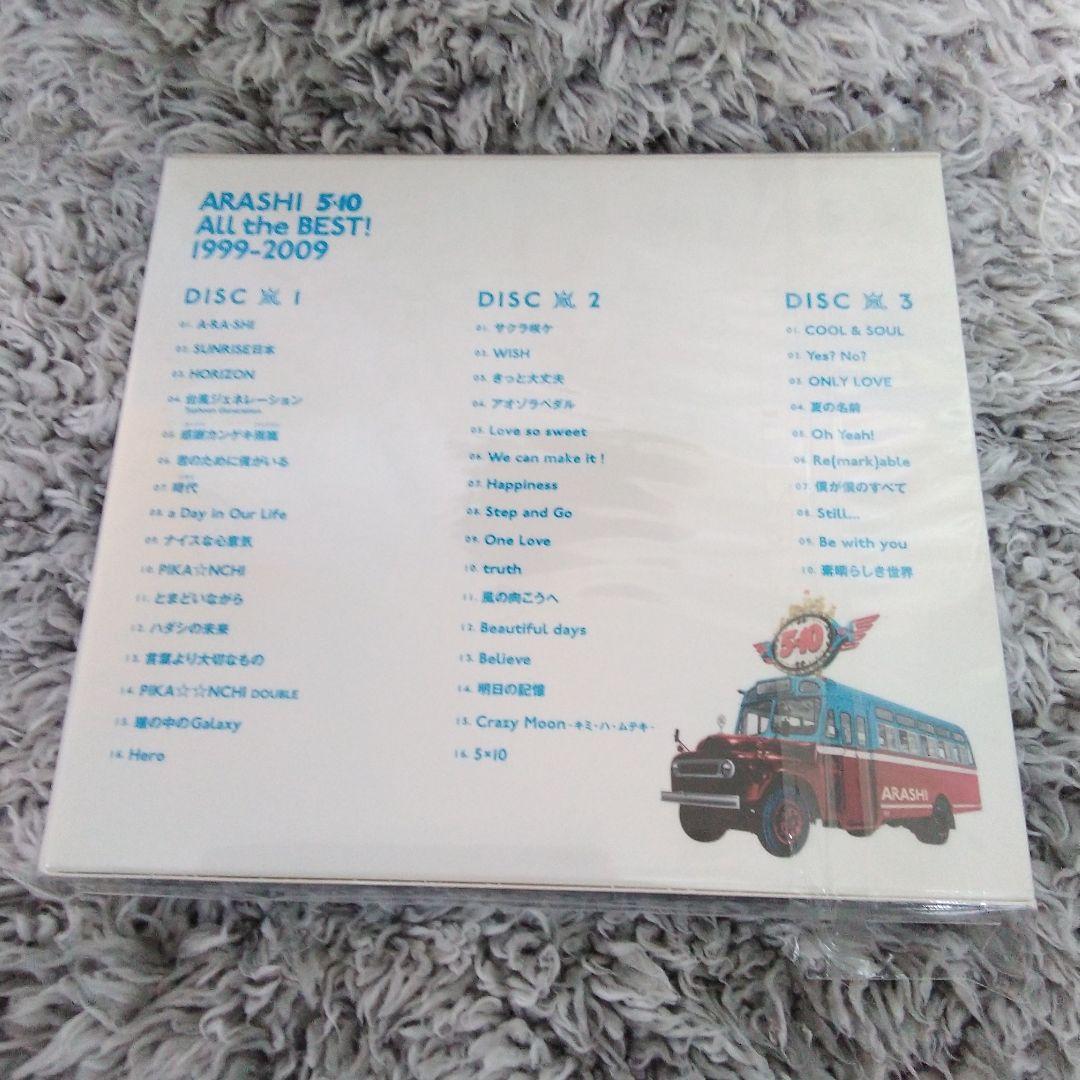 ARASHI 5·10
All the BEST!
1999-2009
DISC 嵐 1
01. A·RA·SHI
02. SUNRISE日本
03. HORIZON
04. 台風ジェネレーション
Typhoon Generation
05. 感謝カンゲキ雨嵐
06. 君のために僕がいる
07. 時代
08. a Day in Our Life
09. ナイスな心意気
10. PIKA☆NCHI
11. とまどいながら
12. ハダシの未来
13. 言葉より大切なもの
14. PIKA☆☆NCHI DOUBLE
15. 瞳の中のGalaxy
16. Hero
DISC 嵐 2
01. サクラ咲ケ
02. WISH
03. きっと大丈夫
04. アオゾラペダル
05. Love so sweet
06. We can make it !
07. Happiness
08. Step and Go
09. One Love
10. truth
11. 風の向こうへ
12. Beautiful days
13. Believe
14. 明日の記憶
15. Crazy Moon -キミ・ハ・ムテキ-
16. 5×10
DISC 嵐 3
01. COOL & SOUL
02. Yes? No?
03. ONLY LOVE
04. 夏の名前
05. Oh Yeah!
06. Re(mark)able
07. 僕が僕のすべて
08. Still...
09. Be with you
10. 素晴らしき世界
5·10
ARASHI